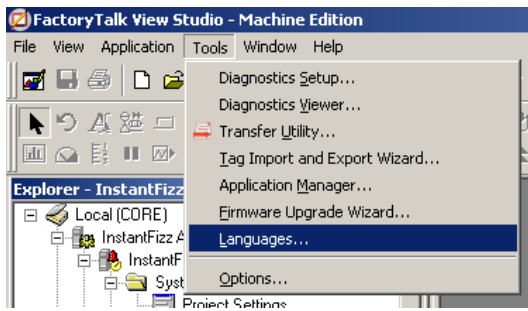 FactoryTalk View Studio - Machine Edition
File View Application Tools Window Help
Diagnostics Setup...
Diagnostics Viewer...
Transfer Utility...
Tag Import and Export Wizard...
Explorer - InstantFizz
Application Manager...
Local (CORE)
Firmware Upgrade Wizard...
InstantFizz A
Languages...
InstantF
Syst
Options...
Project Settings